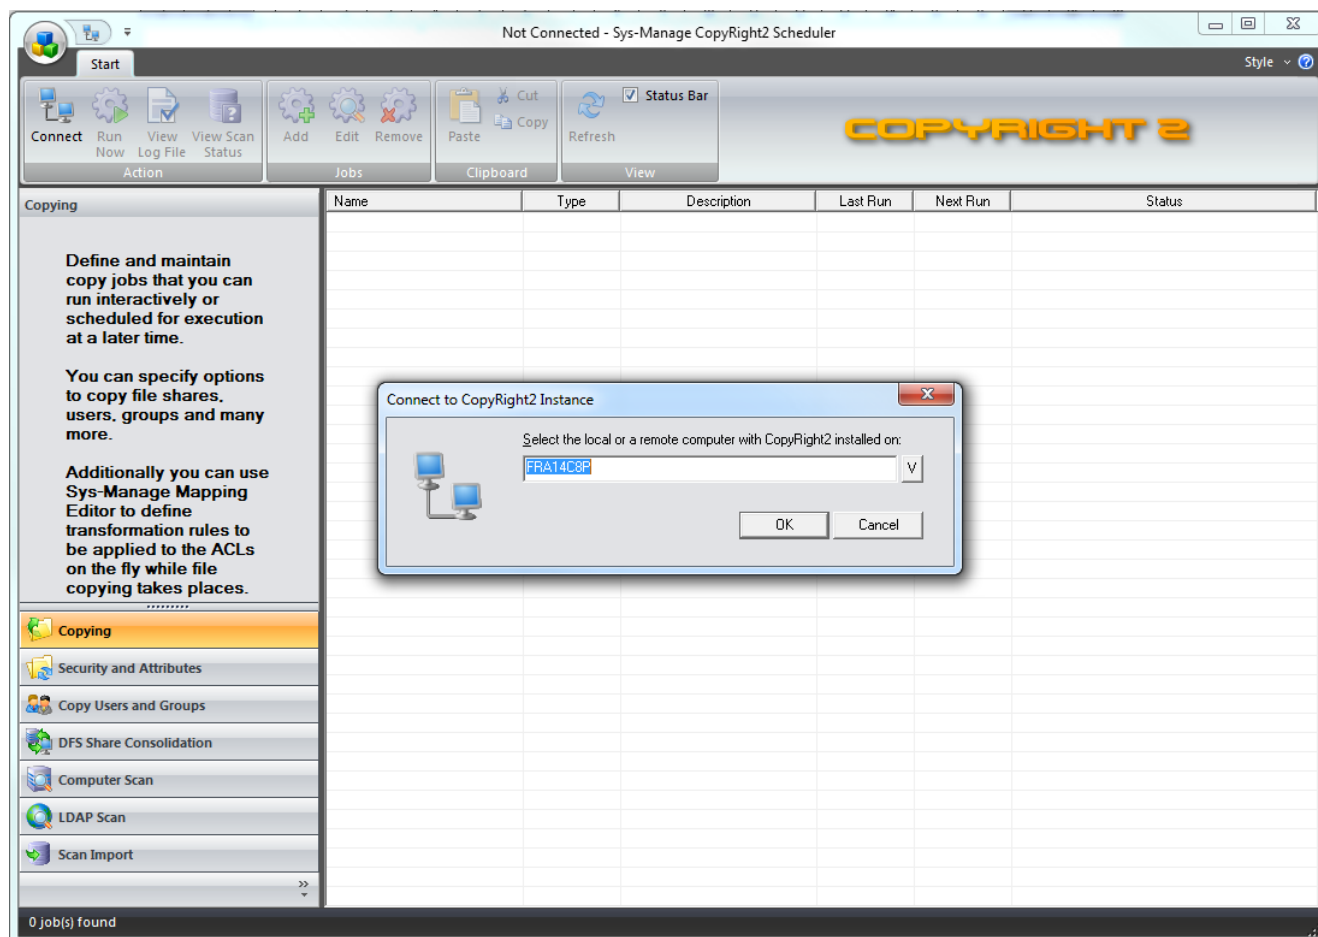 Not Connected - Sys-Manage CopyRight2 Scheduler
Start
Style
Connect
Run Now
View Log File
View Scan Status
Action
Add
Edit
Remove
Jobs
Paste
Cut
Copy
Clipboard
Refresh
Status Bar
View
COPYRIGHT 2
Copying
Define and maintain
copy jobs that you can
run interactively or
scheduled for execution
at a later time.
You can specify options
to copy file shares,
users, groups and many
more.
Additionally you can use
Sys-Manage Mapping
Editor to define
transformation rules to
be applied to the ACLs
on the fly while file
copying takes places.
Name Type Description Last Run Next Run Status
Connect to CopyRight2 Instance
Select the local or a remote computer with CopyRight2 installed on:
FRA14C8P
V
OK
Cancel
Copying
Security and Attributes
Copy Users and Groups
DFS Share Consolidation
Computer Scan
LDAP Scan
Scan Import
0 job(s) found